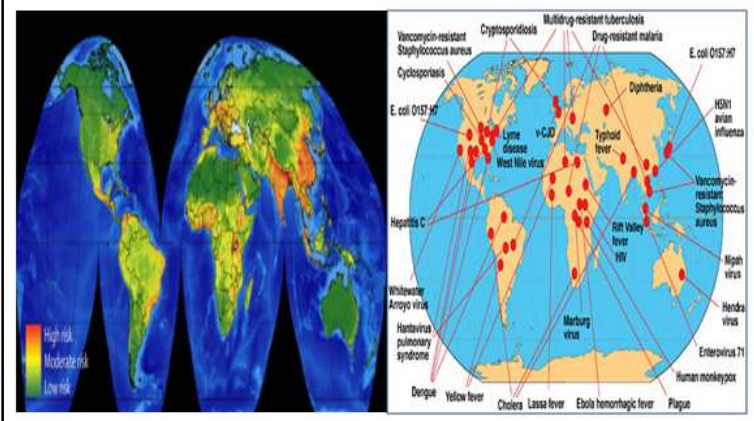 High risk
Moderate risk
Low risk
Multidrug-resistant tuberculosis
Cryptosporidiosis
Drug-resistant malaria
Vancomycin-resistant
Staphylococcus aureus
E. coli O157:H7
Cyclosporiasis
Diphtheria
H5N1
avian
influenza
E. coli O157:H7
v-CJD
Typhoid
fever
Lyme
disease
West Nile virus
Vancomycin-
resistant
Staphylococcus
aureus
Hepatitis C
Rift Valley
fever
HIV
Nipah
virus
Whitewater
Arroyo virus
Hendra
virus
Marburg
virus
Hantavirus
pulmonary
syndrome
Enterovirus 71
Human monkeypox
Dengue
Yellow fever
Cholera
Lassa fever
Ebola hemorrhagic fever
Plague